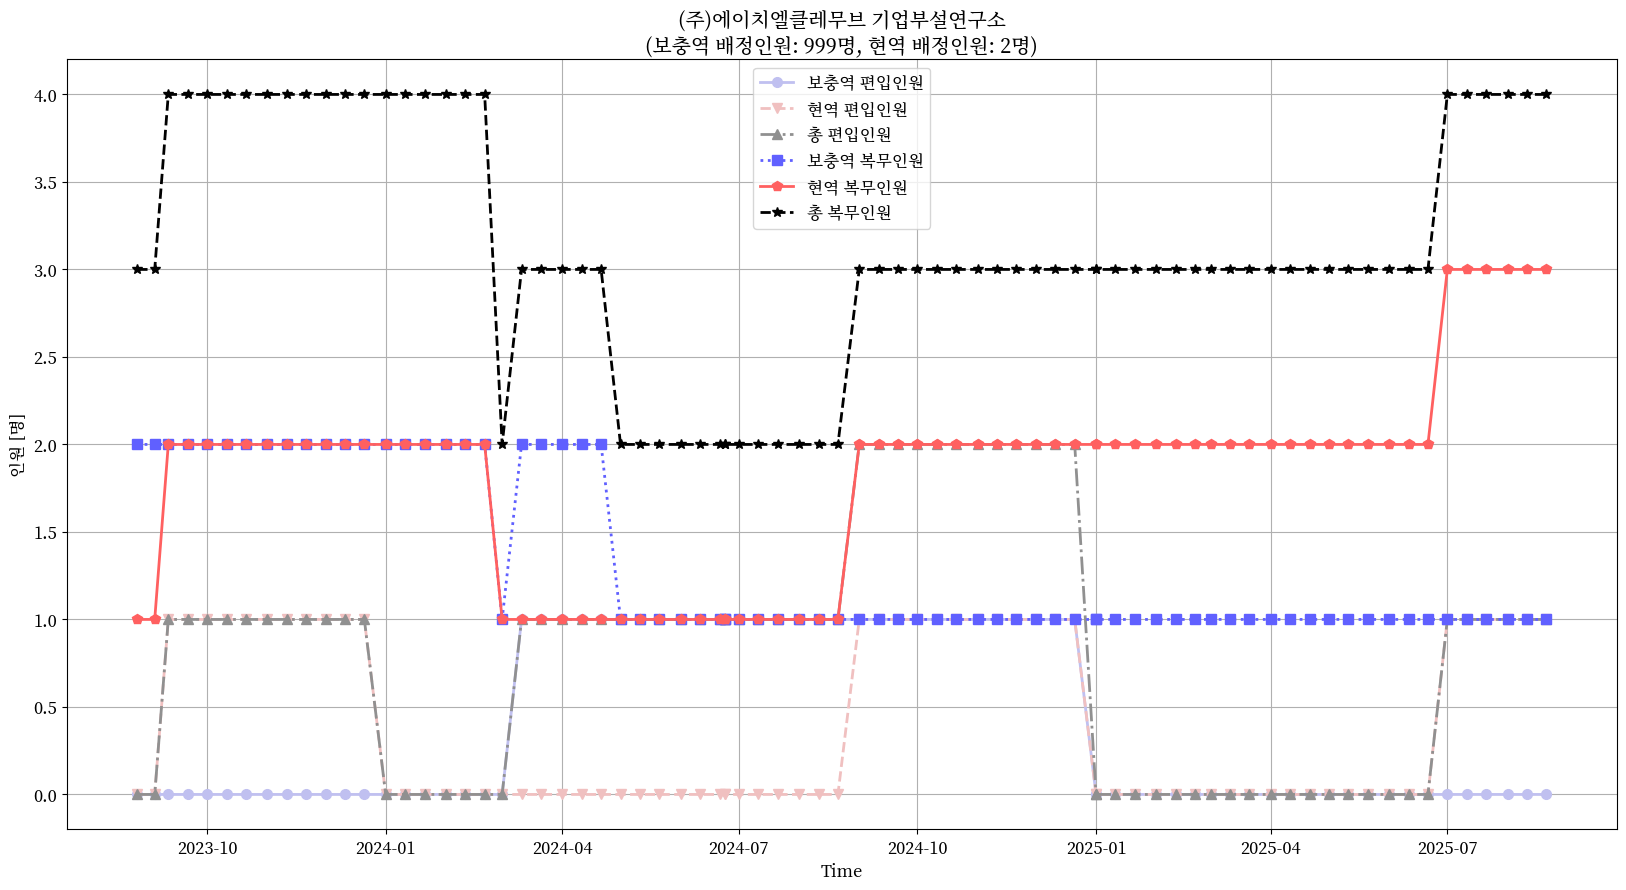 (주)에이치엘클레무브 기업부설연구소
(보충역 배정인원: 999명, 현역 배정인원: 2명)
보충역 편입인원
현역 편입인원
총 편입인원
보충역 복무인원
현역 복무인원
총 복무인원
인원 [명]
4.0
3.5
3.0
2.5
2.0
1.5
1.0
0.5
0.0
2023-10 2024-01 2024-04 2024-07 2024-10 2025-01 2025-04 2025-07
Time